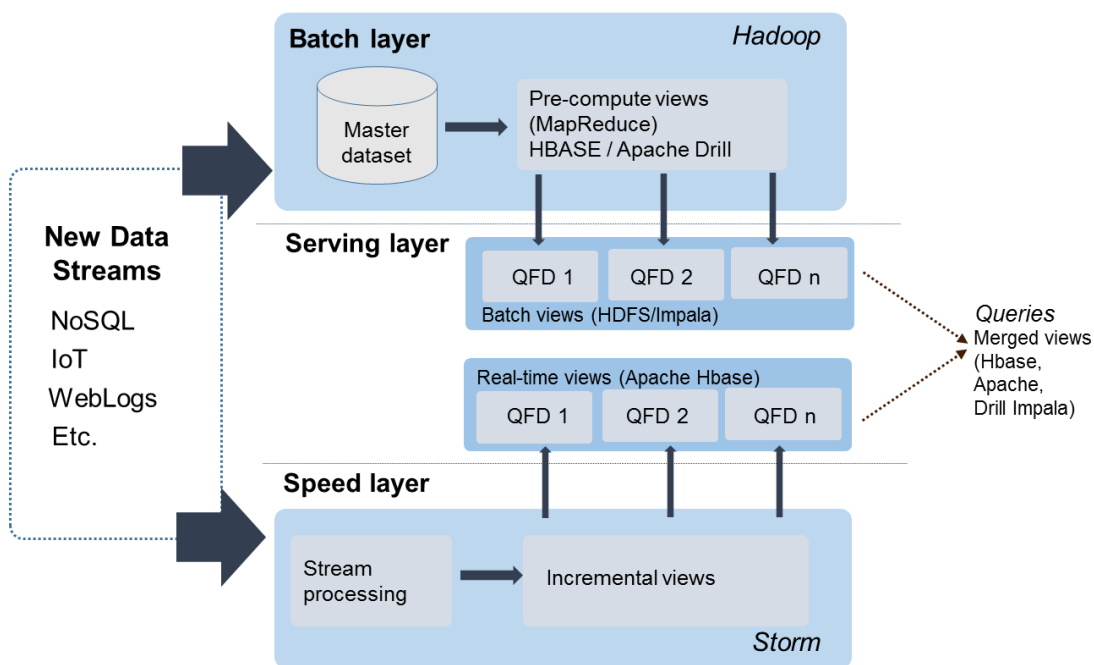 Batch layer
Hadoop
Master
dataset
Pre-compute views
(MapReduce)
HBASE / Apache Drill
New Data
Streams
NoSQL
IoT
WebLogs
Etc.
Serving layer
QFD 1
QFD 2
QFD n
Batch views (HDFS/Impala)
Real-time views (Apache Hbase)
QFD 1
QFD 2
QFD n
Queries
Merged views
(Hbase,
Apache,
Drill Impala)
Speed layer
Stream
processing
Incremental views
Storm